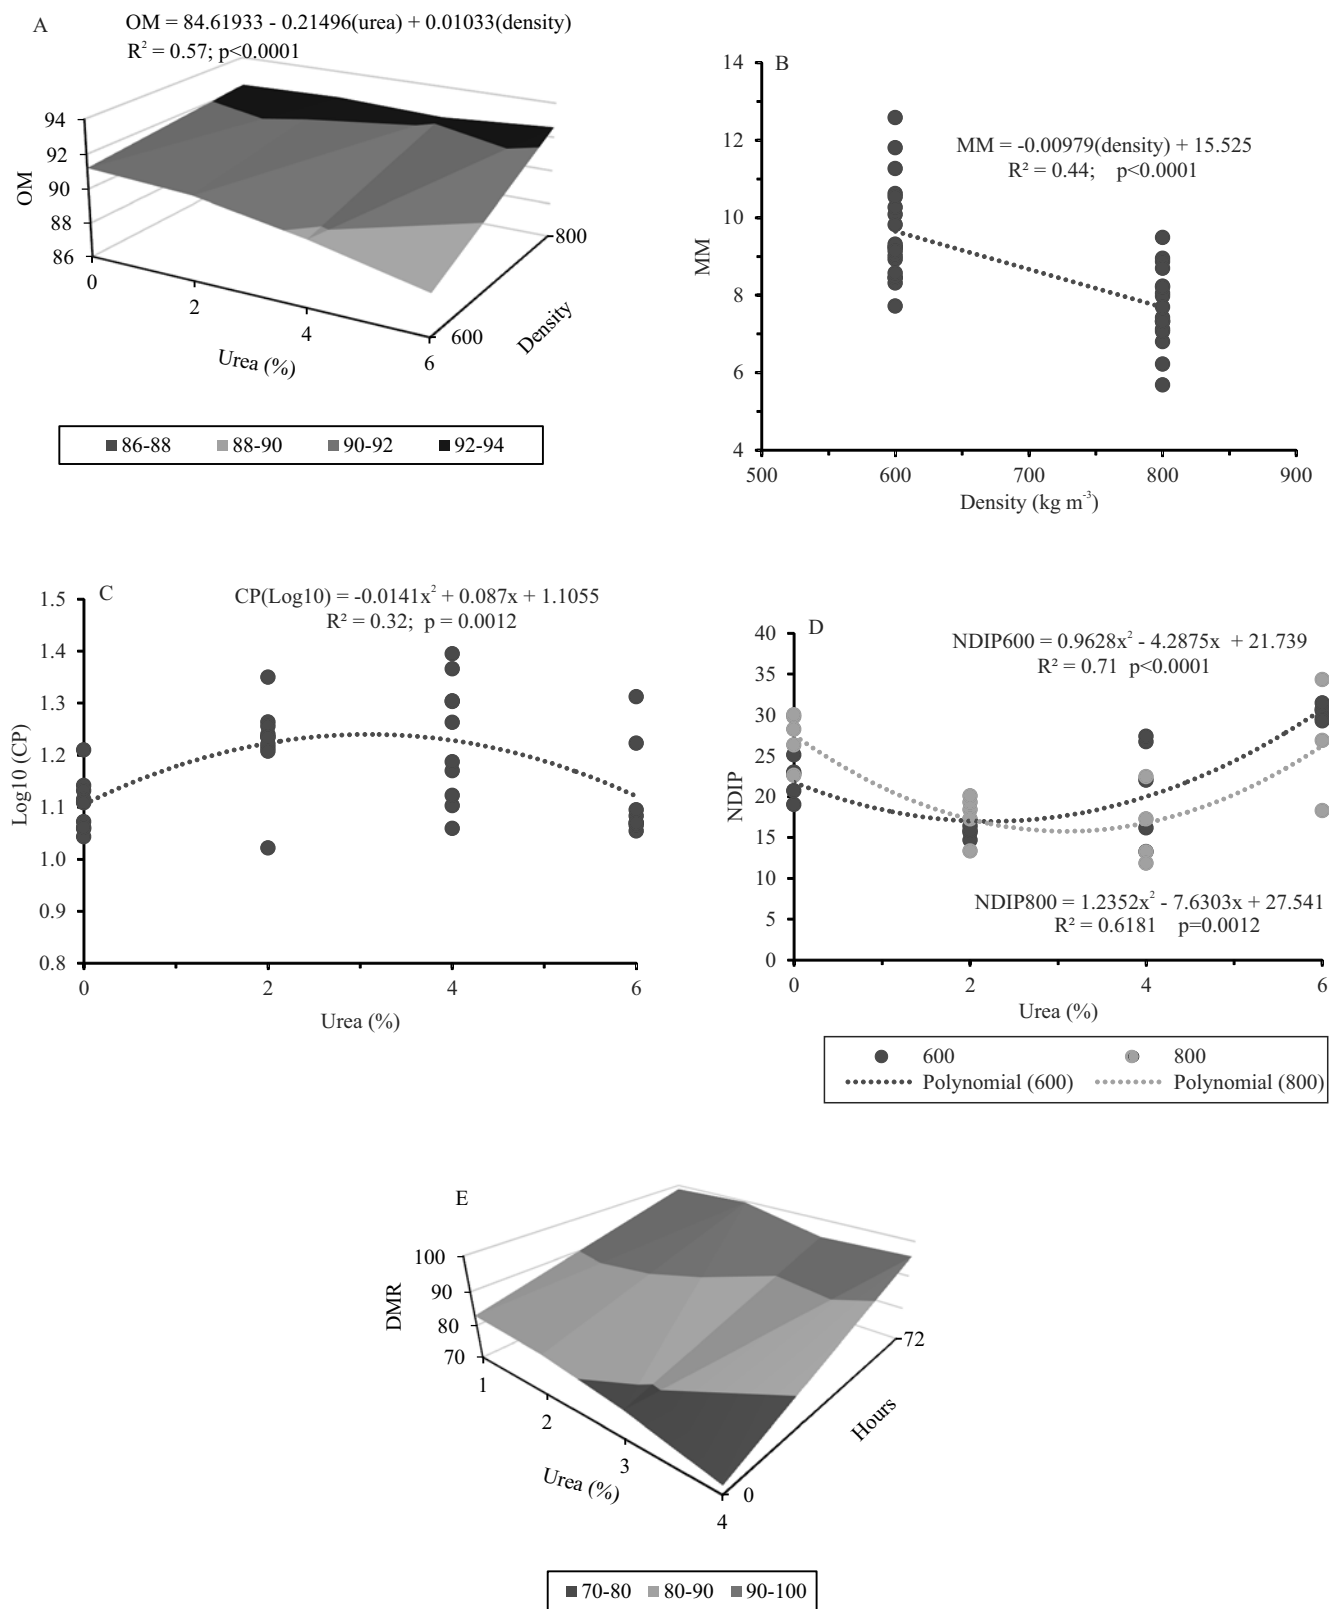 A
OM = 84.61933 - 0.21496(urea) + 0.01033(density)
R² = 0.57; p<0.0001
94
92
90
88
86
OM
0
2
4
6
Urea (%)
600
800
Density
86-88 88-90 90-92 92-94
B
MM = -0.00979(density) + 15.525
R² = 0.44; p<0.0001
14
12
10
8
6
4
MM
500 600 700 800 900
Density (kg m⁻³)
C
CP(Log10) = -0.0141x² + 0.087x + 1.1055
R² = 0.32; p = 0.0012
1.5
1.4
1.3
1.2
1.1
1.0
0.9
0.8
Log10 (CP)
0 2 4 6
Urea (%)
D
NDIP600 = 0.9628x² - 4.2875x + 21.739
R² = 0.71 p<0.0001
40
35
30
25
20
15
10
5
0
NDIP
NDIP800 = 1.2352x² - 7.6303x + 27.541
R² = 0.6181 p=0.0012
0 2 4 6
Urea (%)
600 800
Polynomial (600) Polynomial (800)
E
100
90
80
70
DMR
1
2
3
4
Urea (%)
0
72
Hours
70-80 80-90 90-100